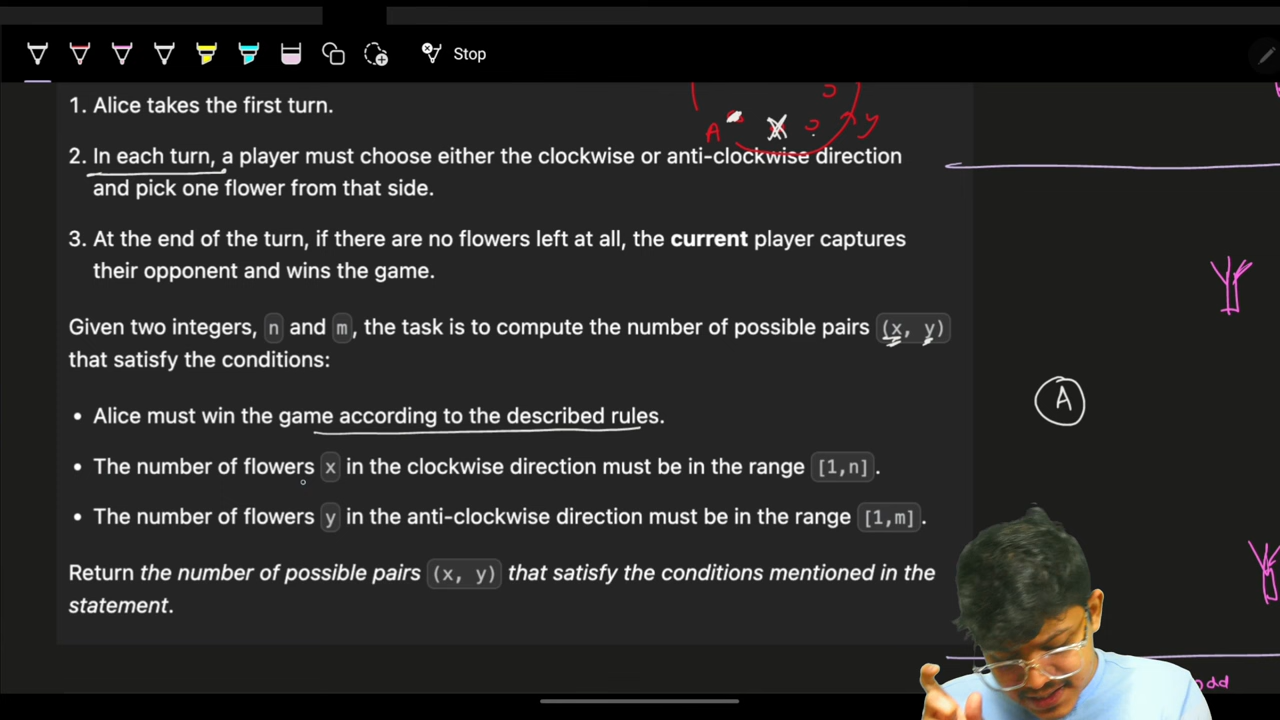 Stop
1. Alice takes the first turn.
A X y
2. In each turn, a player must choose either the clockwise or anti-clockwise direction
and pick one flower from that side.
3. At the end of the turn, if there are no flowers left at all, the current player captures
their opponent and wins the game.
Given two integers, n and m, the task is to compute the number of possible pairs (x, y)
that satisfy the conditions:
A
• Alice must win the game according to the described rules.
• The number of flowers x in the clockwise direction must be in the range [1,n].
• The number of flowers y in the anti-clockwise direction must be in the range [1,m].
Return the number of possible pairs (x, y) that satisfy the conditions mentioned in the
statement.
odd